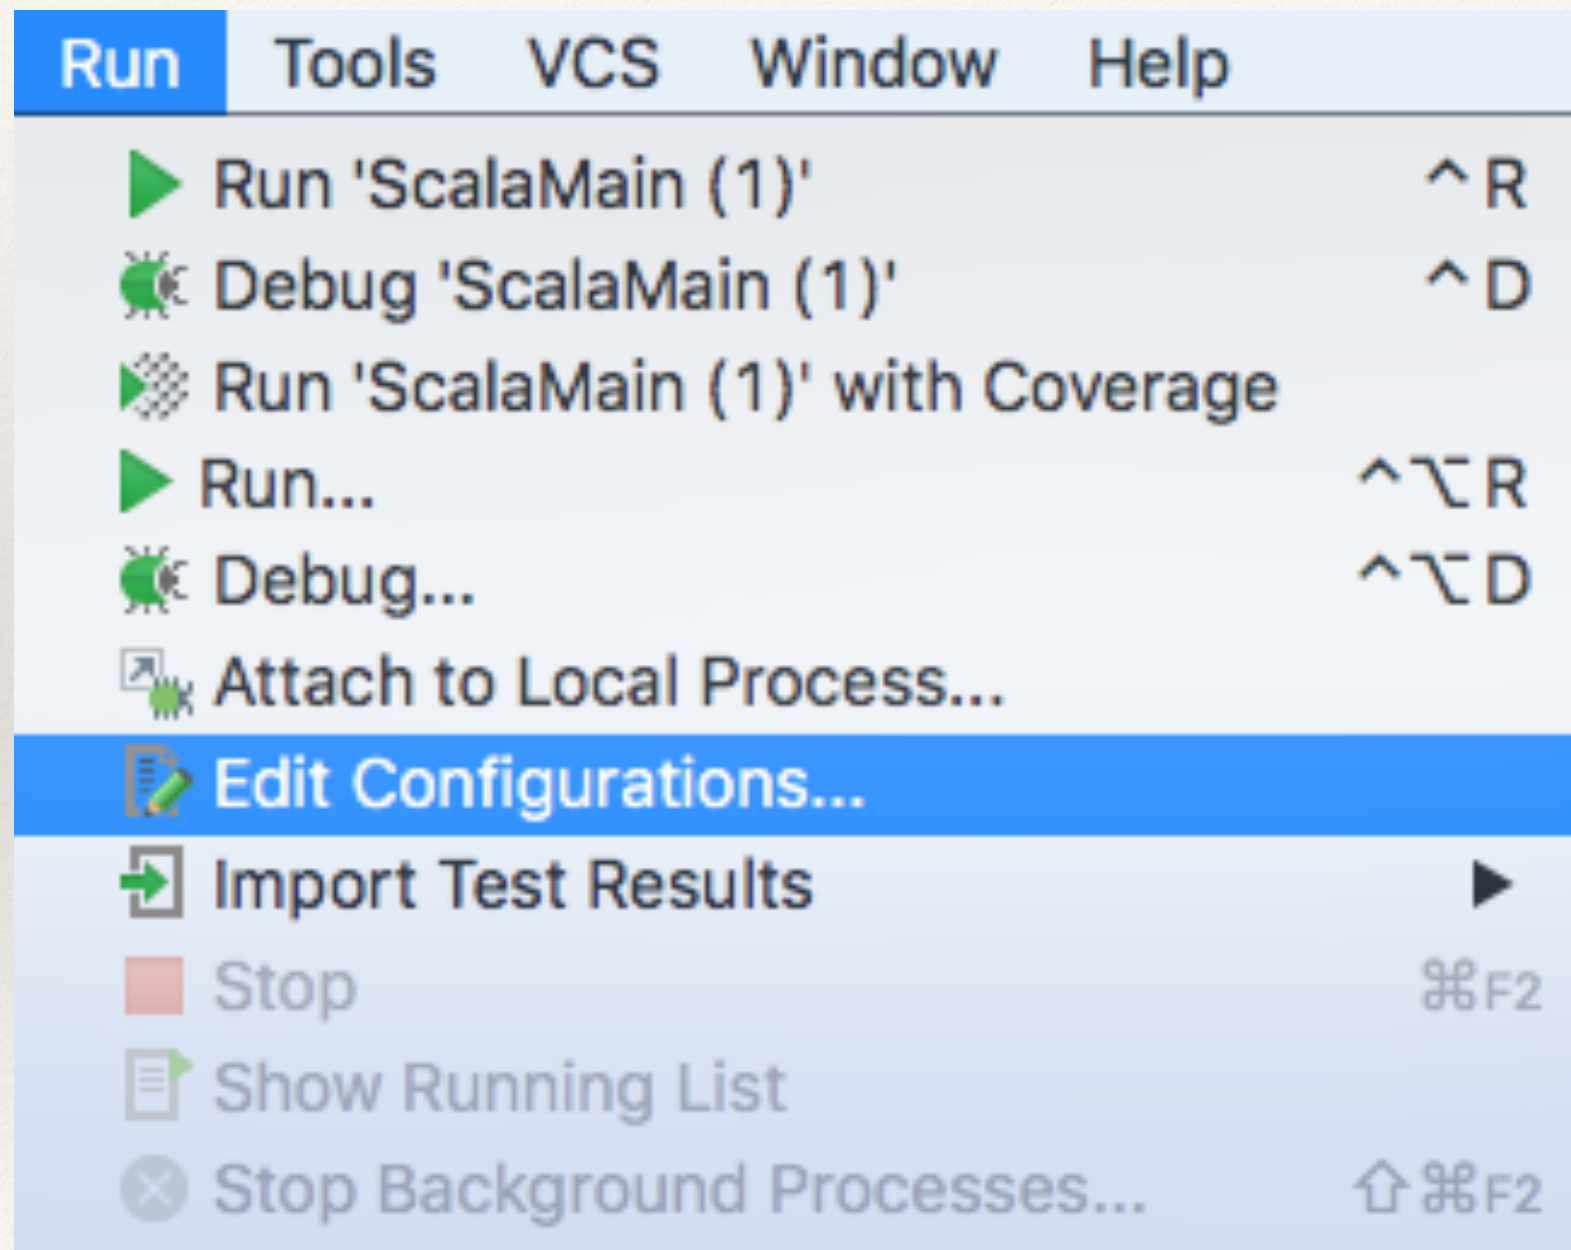 Run Tools VCS Window Help
Run 'ScalaMain (1)' ^R
Debug 'ScalaMain (1)' ^D
Run 'ScalaMain (1)' with Coverage
Run... ^⌥R
Debug... ^⌥D
Attach to Local Process...
Edit Configurations...
Import Test Results
Stop ⌘F2
Show Running List
Stop Background Processes... ⇧⌘F2